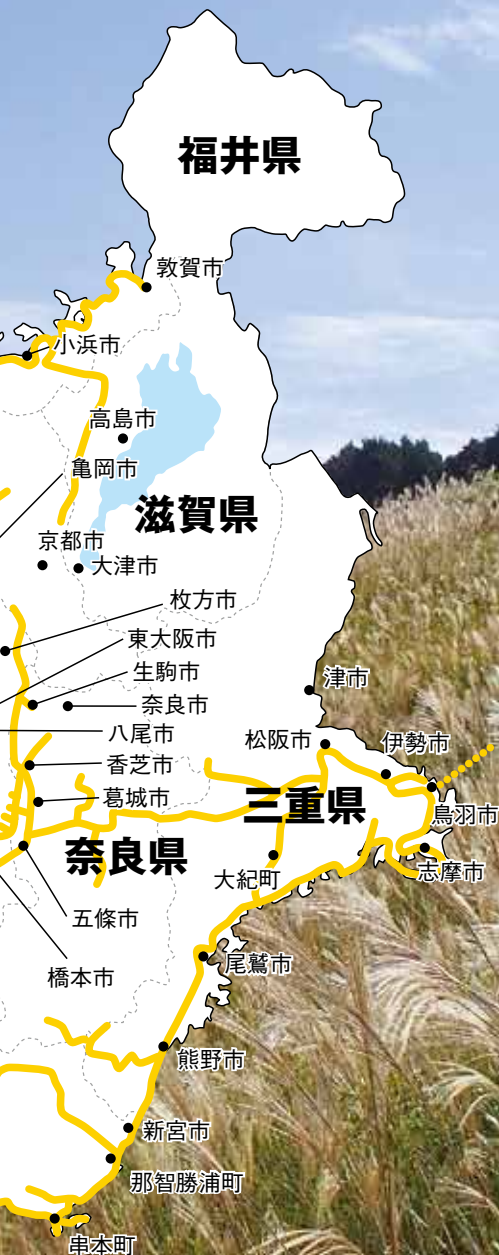 福井県
敦賀市
小浜市
高島市
亀岡市
滋賀県
京都市
大津市
枚方市
東大阪市
生駒市
津市
奈良市
八尾市
松阪市
伊勢市
香芝市
葛城市
三重県
鳥羽市
奈良県
志摩市
大紀町
五條市
尾鷲市
橋本市
熊野市
新宮市
那智勝浦町
串本町